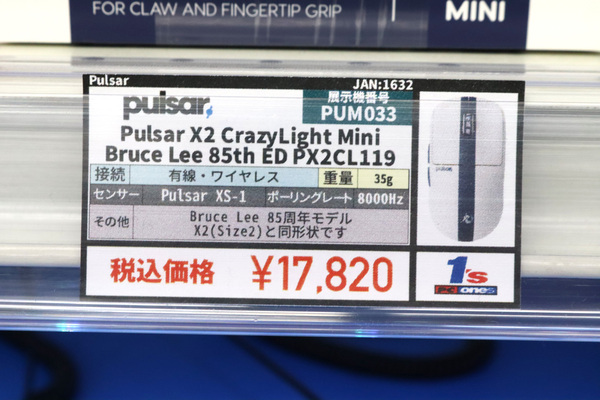 FOR CLAW AND FINGERTIP GRIP
MINI
Pulsar
JAN:1632
pulsar
展示機番号
PUM033
Pulsar X2 CrazyLight Mini
Bruce Lee 85th ED PX2CL119
接続 有線・ワイヤレス 重量 35g
センサー Pulsar XS-1 ポーリングレート 8000Hz
その他
Bruce Lee 85周年モデル
X2(Size2)と同形状です
税込価格 ¥17,820
1's
PC one's